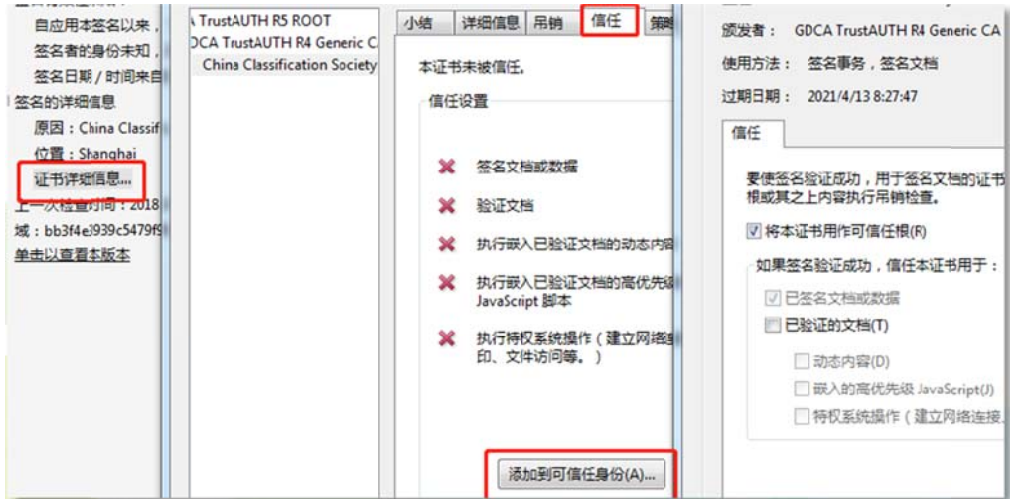 自应用本签名以来，
签名者的身份未知，
签名日期/时间来自
签名的详细信息
原因：China Classif
位置：Shanghai
证书详细信息...
上一次检查时间：2018
域：bb3f4e3939c5479f9
单击以查看本版本
TrustAUTH R5 ROOT
DCA TrustAUTH R4 Generic C
China Classification Society
小结
详细信息
吊销
信任
策略
本证书未被信任.
信任设置
签名文档或数据
验证文档
执行嵌入已验证文档的动态内容
执行嵌入已验证文档的高优先级
JavaScript 脚本
执行特权系统操作（建立网络连
印、文件访问等。）
添加到可信任身份(A)...
颁发者： GDCA TrustAUTH R4 Generic CA
使用方法： 签名事务，签名文档
过期日期： 2021/4/13 8:27:47
信任
要使签名验证成功，用于签名文档的证书
根或其之上内容执行吊销检查。
将本证书用作可信任根(R)
如果签名验证成功，信任本证书用于：
已签名文档或数据
已验证的文档(T)
动态内容(D)
嵌入的高优先级 JavaScript(J)
特权系统操作（建立网络连接、